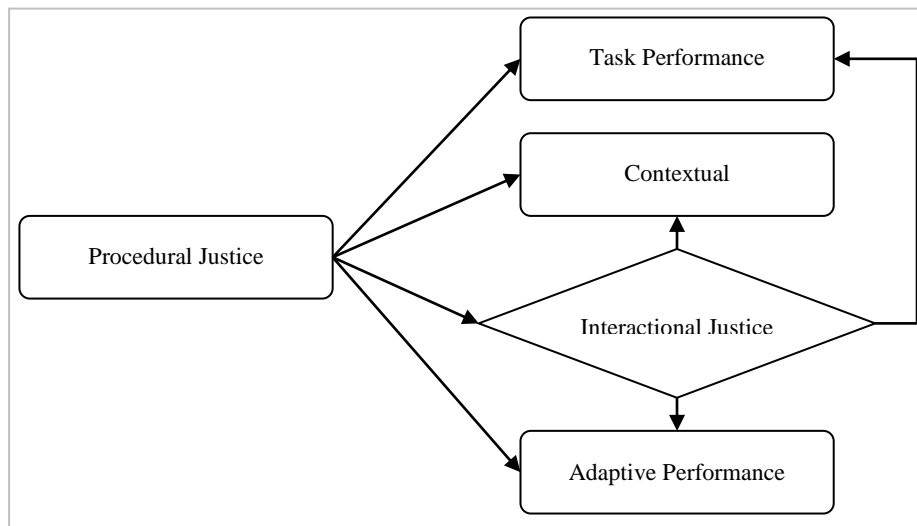 Task Performance
Contextual
Procedural Justice
Interactional Justice
Adaptive Performance